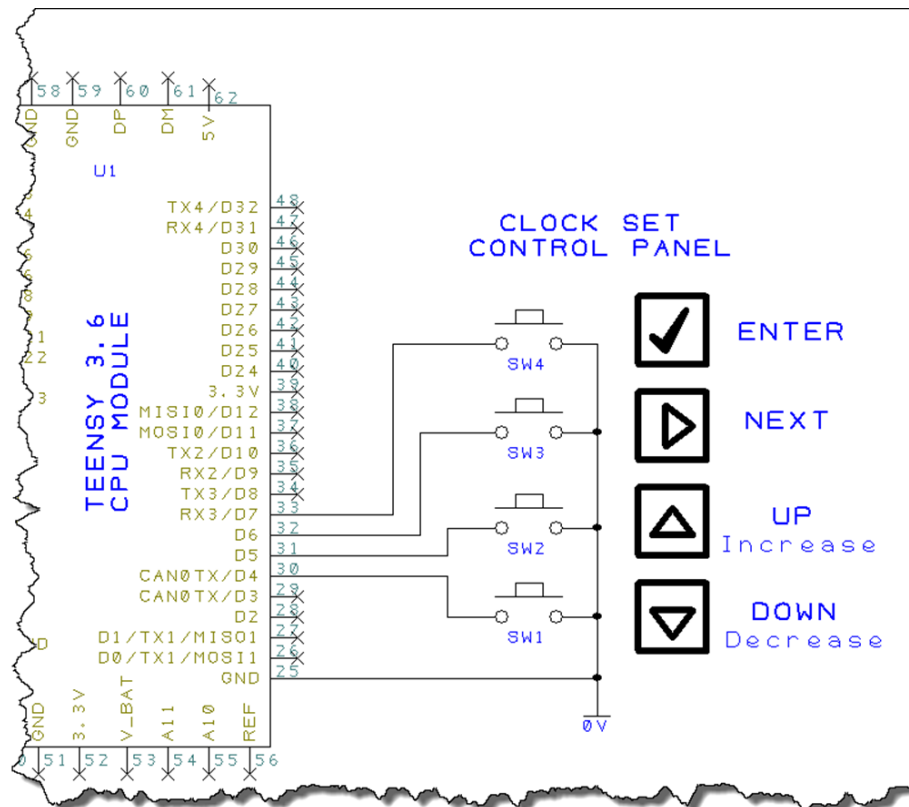 58 59 60 61 62
GND GND DP DM 5V
U1
TEENSY 3.6
CPU MODULE
TX4/D32 48
RX4/D31 47
D30 46
D29 45
D28 44
D27 43
D26 42
D25 41
D24 40
3.3V 39
MISI0/D12 38
MOSI0/D11 37
TX2/D10 36
RX2/D9 35
TX3/D8 34
RX3/D7 33
D6 32
D5 31
CAN0TX/D4 30
CAN0TX/D3 29
D2 28
D1/TX1/MISO1 27
D0/TX1/MOSI1 26
GND 25
GND 3.3V V_BAT A11 A10 REF
51 52 53 54 55 56
CLOCK SET
CONTROL PANEL
SW4
ENTER
SW3
NEXT
SW2
UP
Increase
SW1
DOWN
Decrease
0V